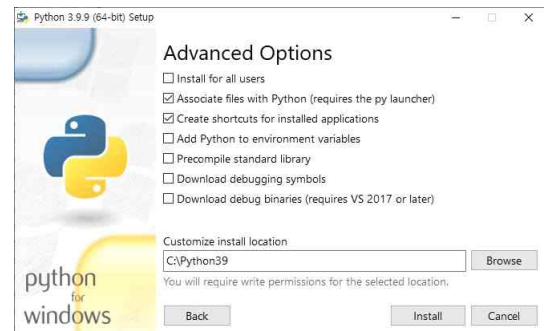 Python 3.9.9 (64-bit) Setup
Advanced Options
Install for all users
Associate files with Python (requires the py launcher)
Create shortcuts for installed applications
Add Python to environment variables
Precompile standard library
Download debugging symbols
Download debug binaries (requires VS 2017 or later)
Customize install location
C:\Python39
Browse
You will require write permissions for the selected location.
python
for
windows
Back
Install
Cancel